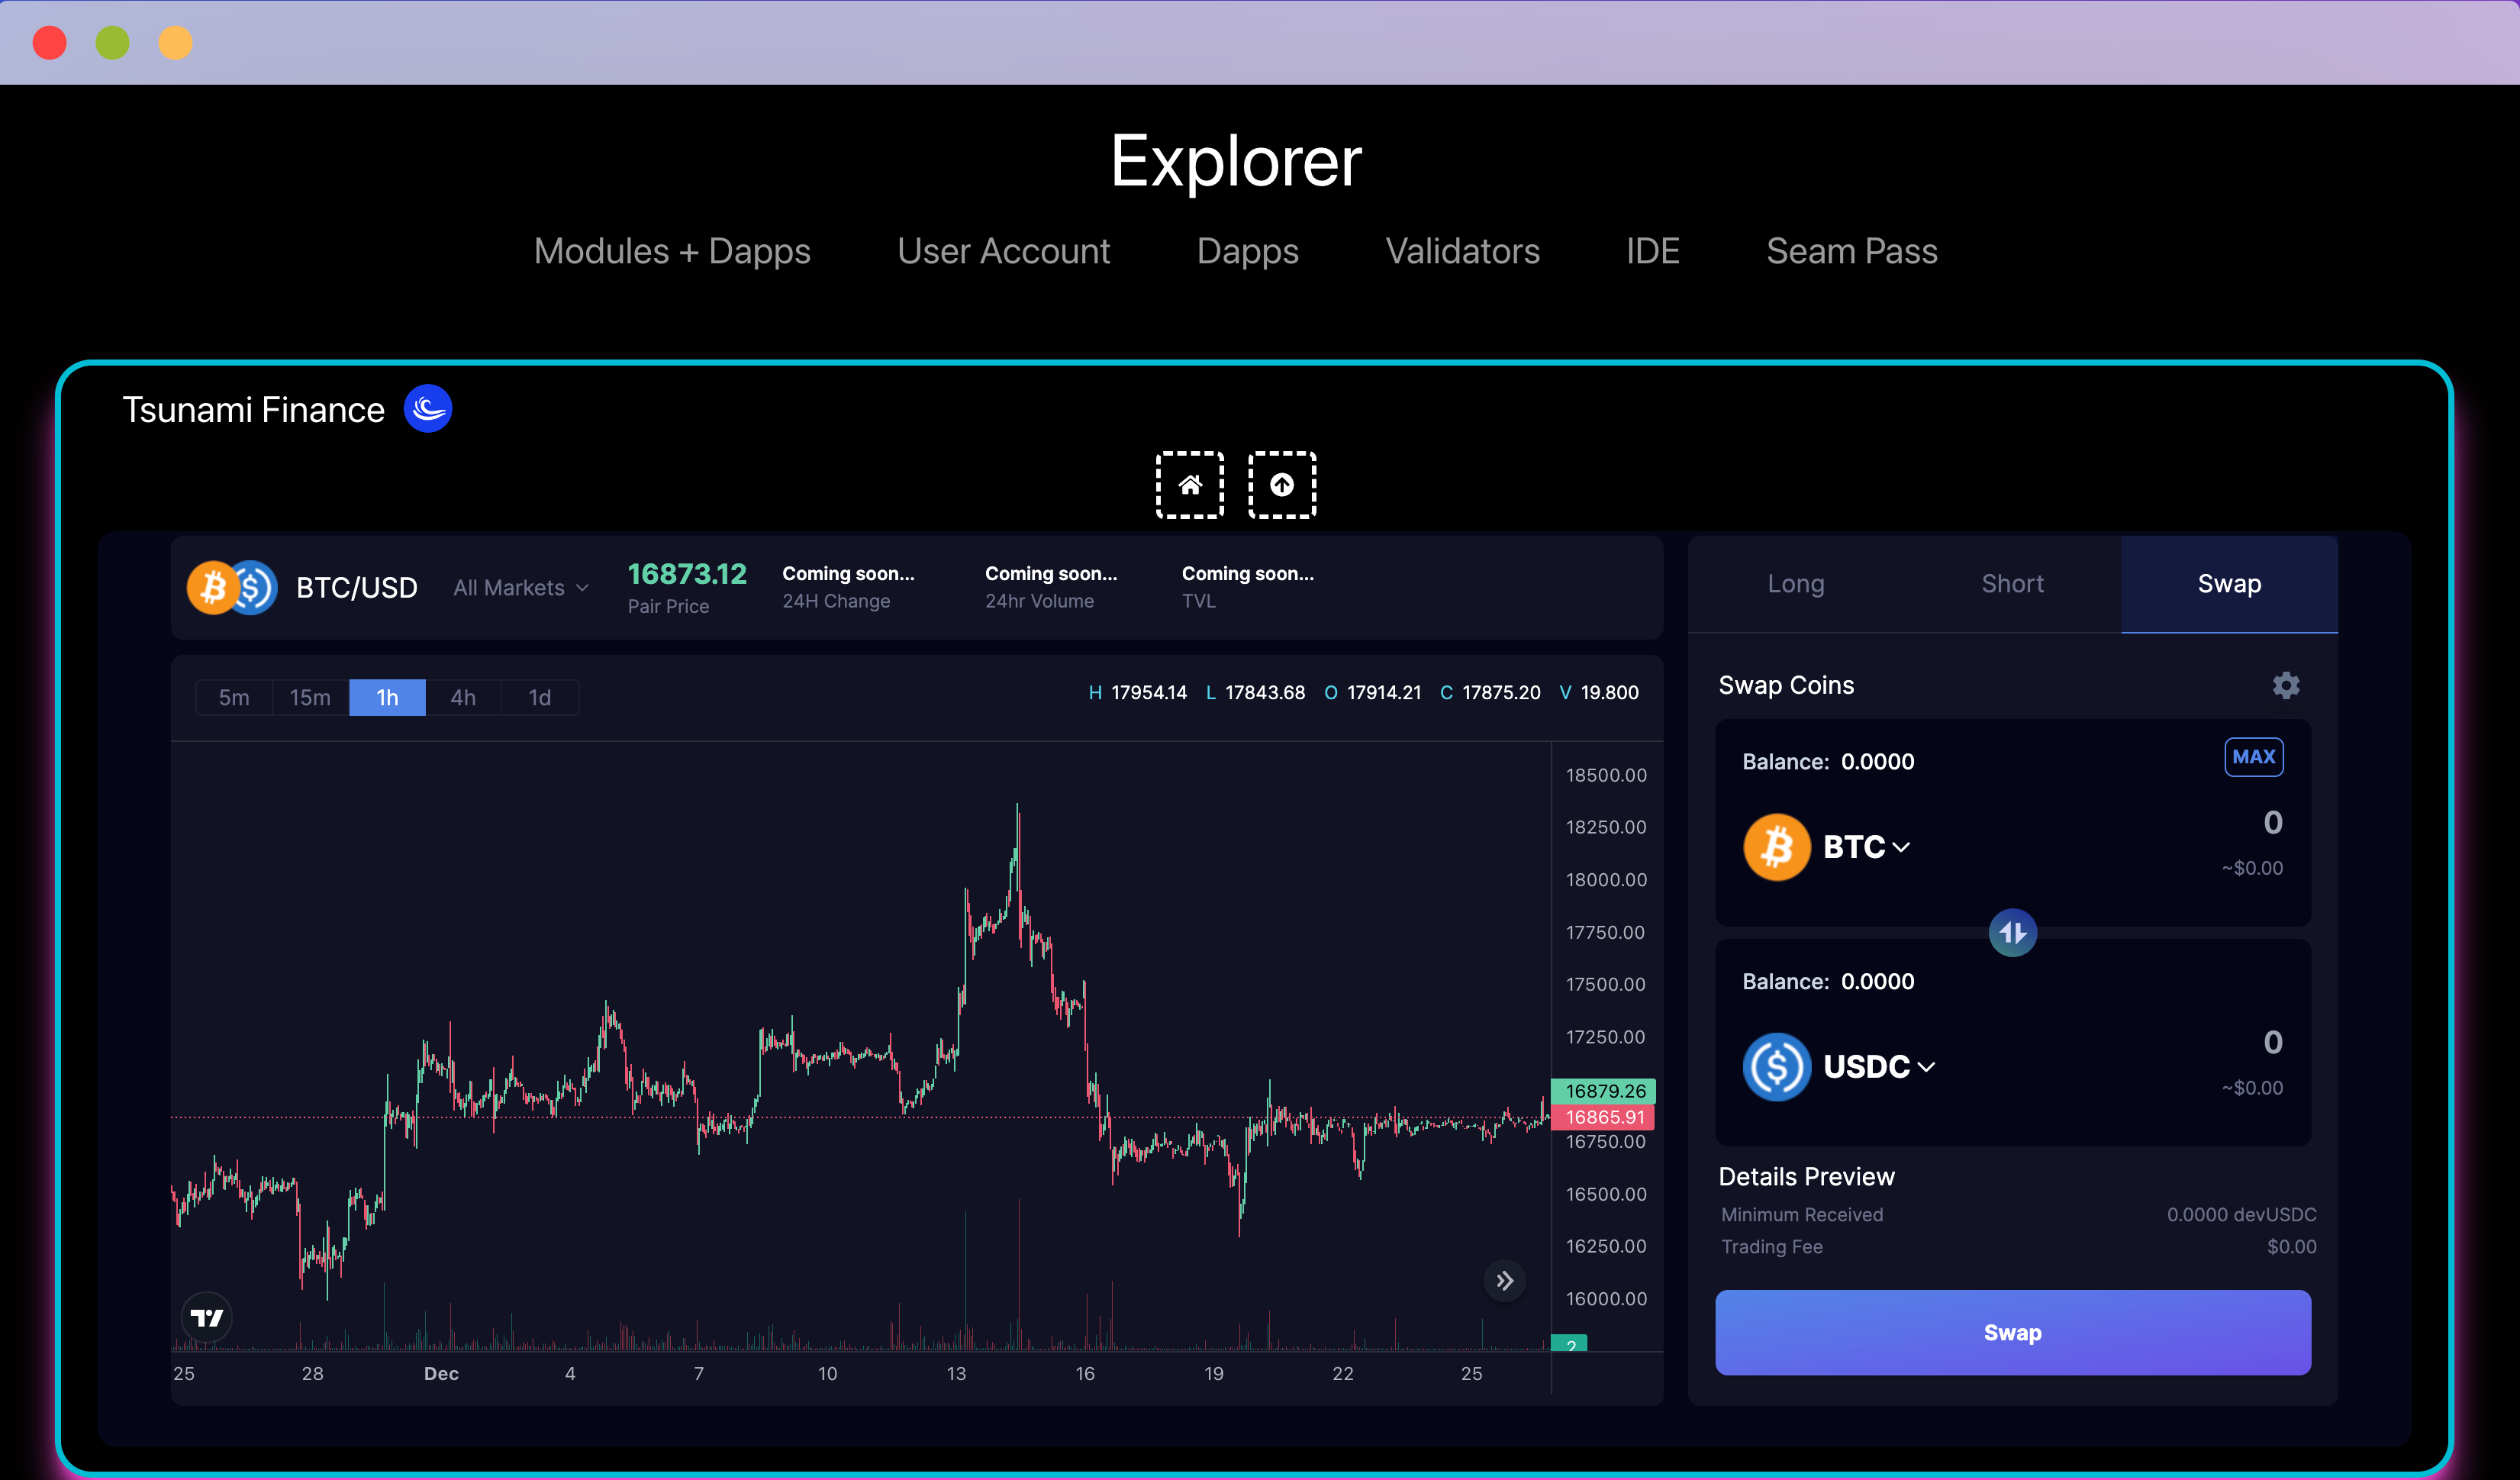 Explorer
Modules + Dapps User Account Dapps Validators IDE Seam Pass
Tsunami Finance
BTC/USD All Markets
16873.12
Pair Price
Coming soon...
24H Change
Coming soon...
24hr Volume
Coming soon...
TVL
5m 15m 1h 4h 1d
H 17954.14 L 17843.68 O 17914.21 C 17875.20 V 19.800
18500.00
18250.00
18000.00
17750.00
17500.00
17250.00
16879.26
16865.91
16750.00
16500.00
16250.00
16000.00
2
25 28 Dec 4 7 10 13 16 19 22 25
Long Short Swap
Swap Coins
Balance: 0.0000 MAX
BTC 0
~$0.00
Balance: 0.0000
USDC 0
~$0.00
Details Preview
Minimum Received 0.0000 devUSDC
Trading Fee $0.00
Swap